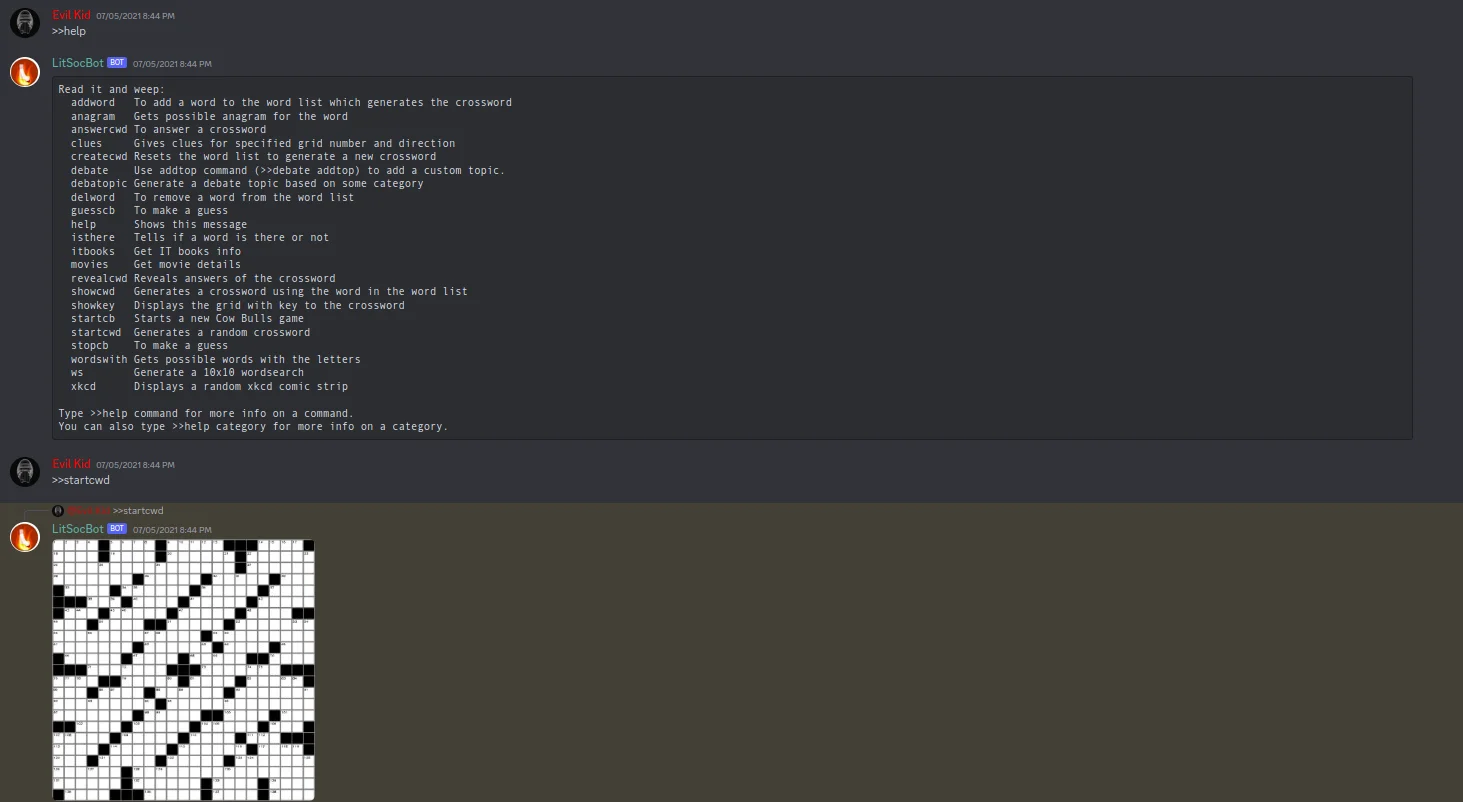 Evil Kid 07/05/2021 8:44 PM
>>help
LitSocBot BOT 07/05/2021 8:44 PM
Read it and weep:
addword To add a word to the word list which generates the crossword
anagram Gets possible anagram for the word
answercwd To answer a crossword
clues Gives clues for specified grid number and direction
createcwd Resets the word list to generate a new crossword
debate Use addtop command (>>debate addtop) to add a custom topic.
debatopic Generate a debate topic based on some category
delword To remove a word from the word list
guesscb To make a guess
help Shows this message
isthere Tells if a word is there or not
itbooks Get IT books info
movies Get movie details
revealcwd Reveals answers of the crossword
showcwd Generates a crossword using the word in the word list
showkey Displays the grid with key to the crossword
startcb Starts a new Cow Bulls game
startcwd Generates a random crossword
stopcb To make a guess
wordswith Gets possible words with the letters
ws Generate a 10x10 wordsearch
xkcd Displays a random xkcd comic strip
Type >>help command for more info on a command.
You can also type >>help category for more info on a category.
Evil Kid 07/05/2021 8:44 PM
>>startcwd
>>startcwd
LitSocBot BOT 07/05/2021 8:44 PM